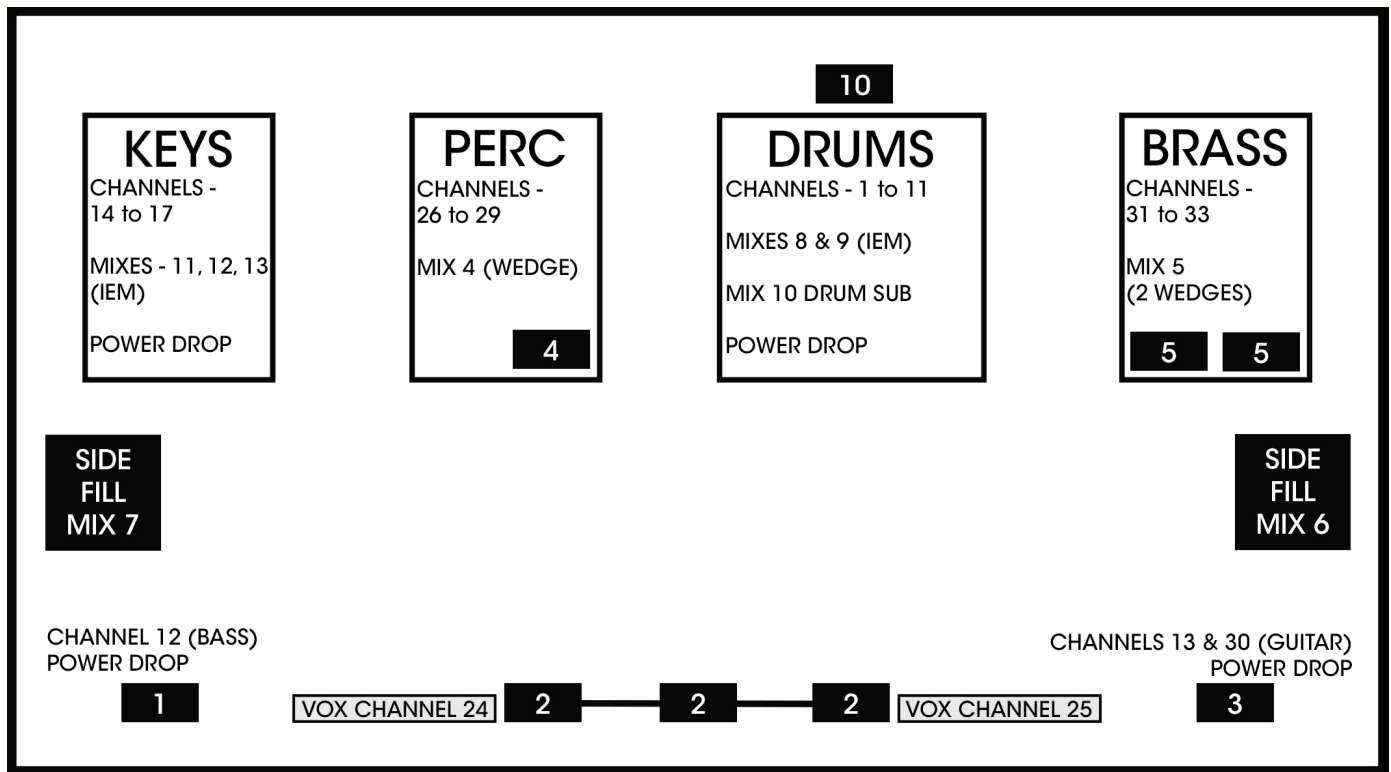 10
KEYS
CHANNELS -
14 to 17
MIXES - 11, 12, 13
(IEM)
POWER DROP
PERC
CHANNELS -
26 to 29
MIX 4 (WEDGE)
4
DRUMS
CHANNELS - 1 to 11
MIXES 8 & 9 (IEM)
MIX 10 DRUM SUB
POWER DROP
BRASS
CHANNELS -
31 to 33
MIX 5
(2 WEDGES)
5 5
SIDE
FILL
MIX 7
SIDE
FILL
MIX 6
CHANNEL 12 (BASS)
POWER DROP
1
VOX CHANNEL 24
2 2 2
VOX CHANNEL 25
CHANNELS 13 & 30 (GUITAR)
POWER DROP
3